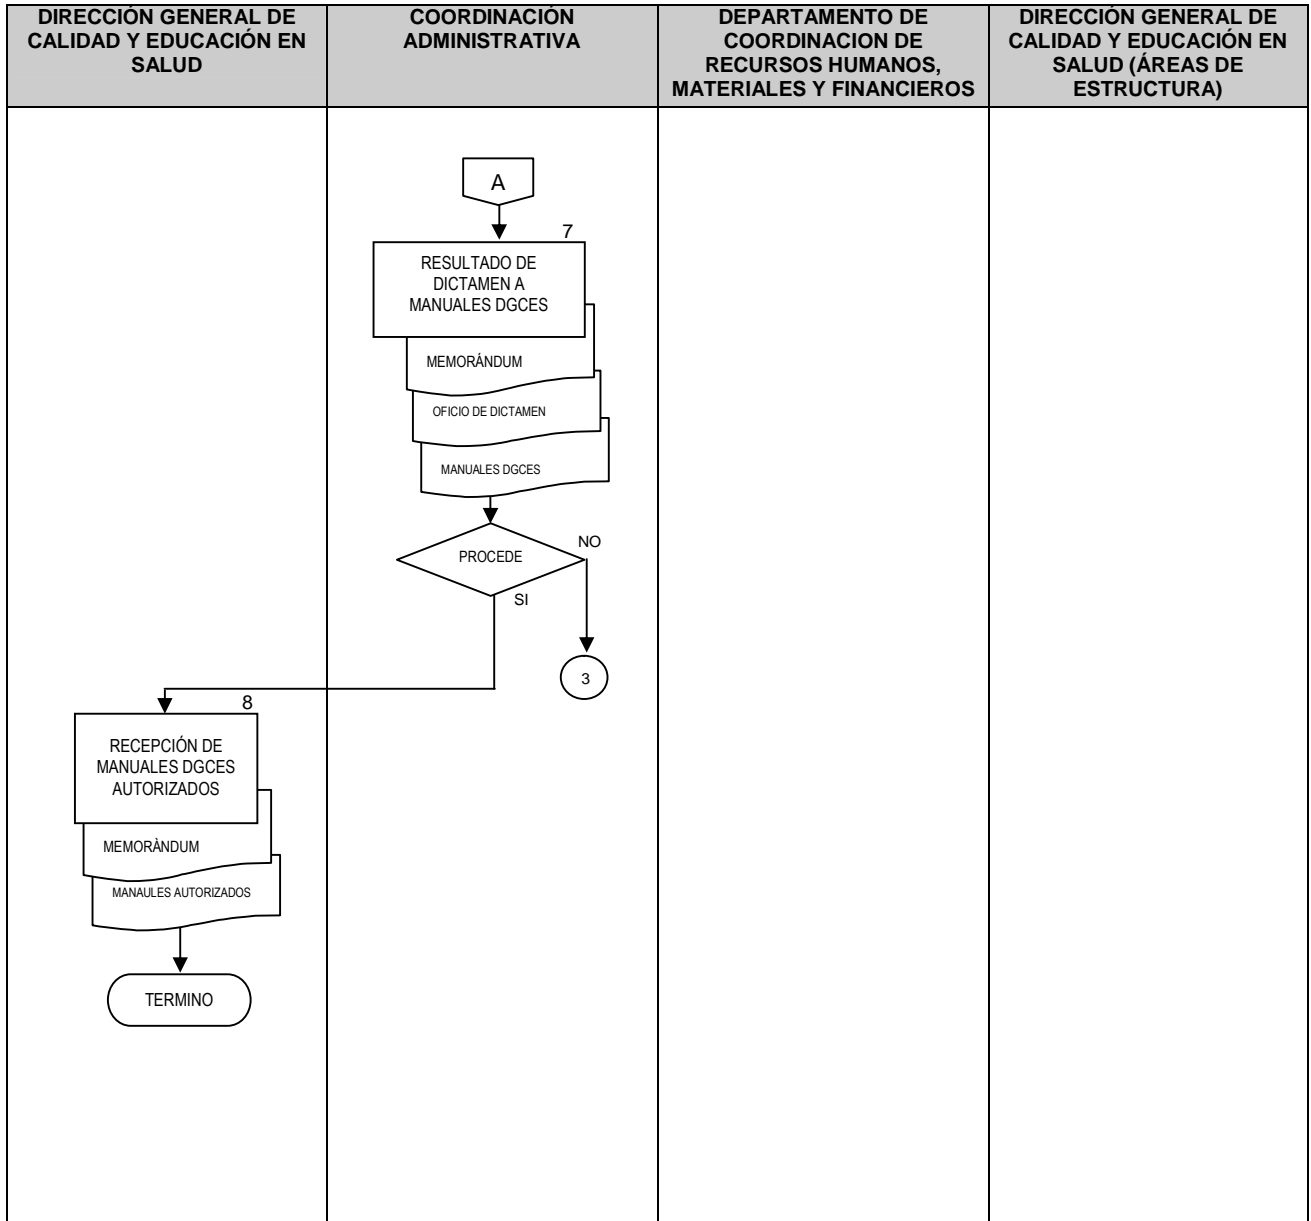 DIRECCIÓN GENERAL DE
CALIDAD Y EDUCACIÓN EN
SALUD
COORDINACIÓN
ADMINISTRATIVA
DEPARTAMENTO DE
COORDINACION DE
RECURSOS HUMANOS,
MATERIALES Y FINANCIEROS
DIRECCIÓN GENERAL DE
CALIDAD Y EDUCACIÓN EN
SALUD (ÁREAS DE
ESTRUCTURA)
A
7
RESULTADO DE
DICTAMEN A
MANUALES DGCES
MEMORÁNDUM
OFICIO DE DICTAMEN
MANUALES DGCES
PROCEDE
NO
SI
3
8
RECEPCIÓN DE
MANUALES DGCES
AUTORIZADOS
MEMORÀNDUM
MANAULES AUTORIZADOS
TERMINO